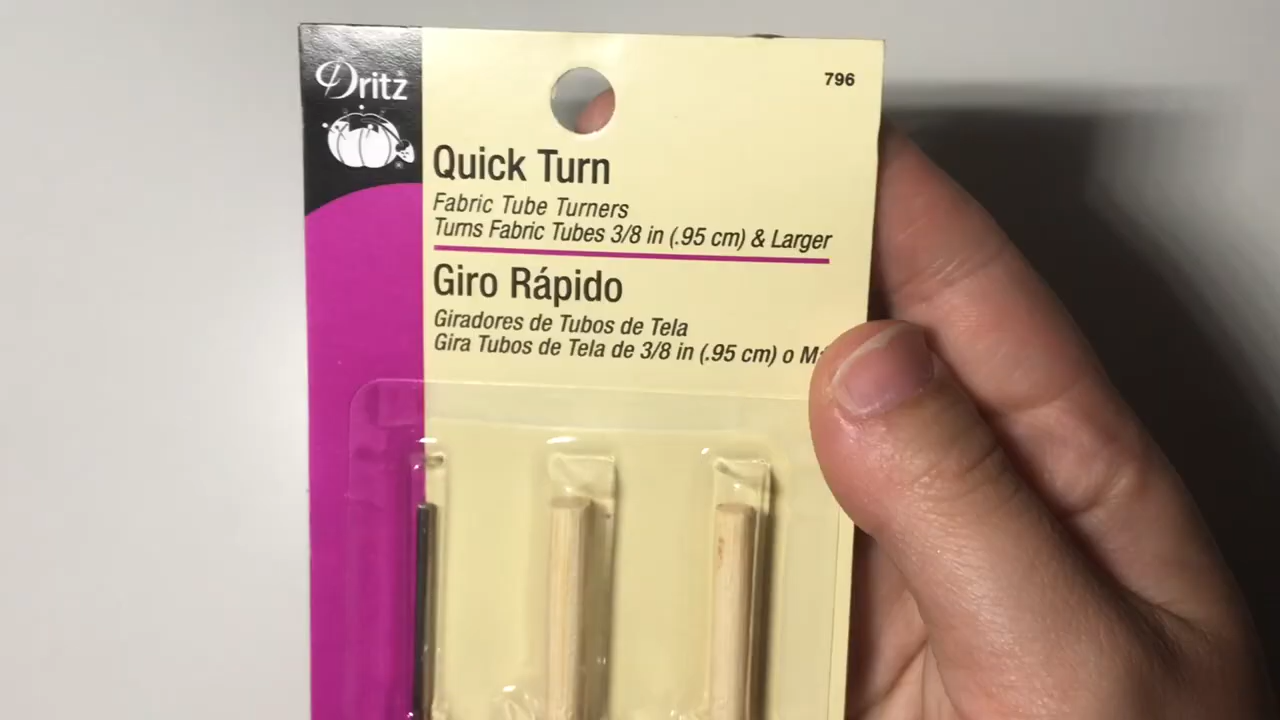 Dritz
796
Quick Turn
Fabric Tube Turners
Turns Fabric Tubes 3/8 in (.95 cm) & Larger
Giro Rápido
Giradores de Tubos de Tela
Gira Tubos de Tela de 3/8 in (.95 cm) o